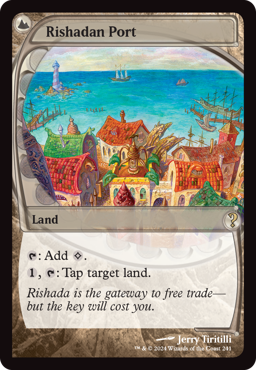 Rishadan Port
Land
: Add .
1, : Tap target land.
Rishada is the gateway to free trade—
but the key will cost you.
Jerry Tiritilli
™ & © 2024 Wizards of the Coast 281